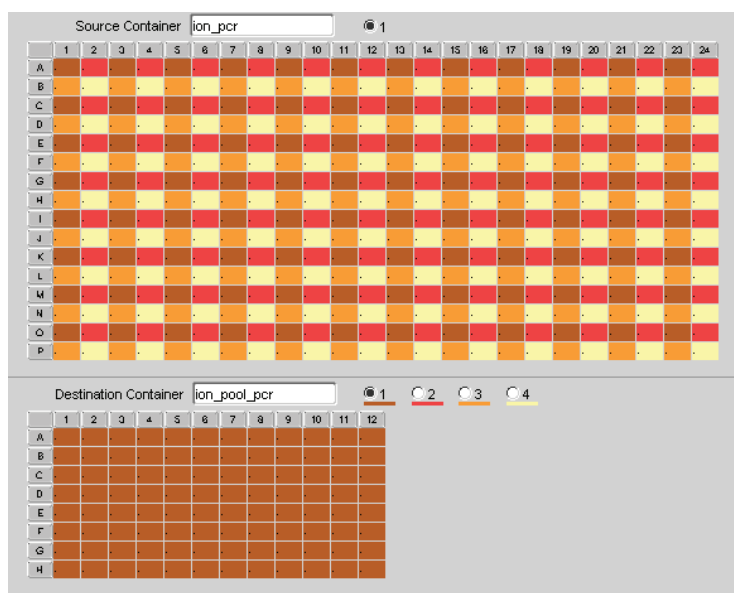 Source Container ion_pcr 1
1 2 3 4 5 6 7 8 9 10 11 12 13 14 15 16 17 18 19 20 21 22 23 24
A
B
C
D
E
F
G
H
I
J
K
L
M
N
O
P
Destination Container ion_pool_pcr 1 2 3 4
1 2 3 4 5 6 7 8 9 10 11 12
A
B
C
D
E
F
G
H